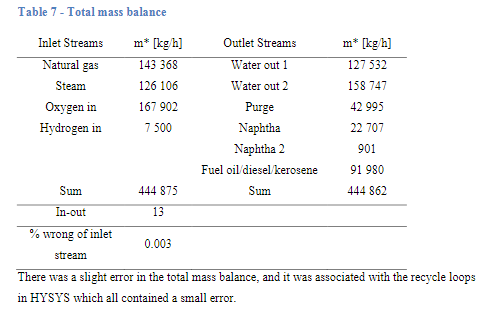 Table 7 - Total mass balance
Inlet Streams m* [kg/h] Outlet Streams m* [kg/h]
Natural gas 143 368 Water out 1 127 532
Steam 126 106 Water out 2 158 747
Oxygen in 167 902 Purge 42 995
Hydrogen in 7 500 Naphtha 22 707
Naphtha 2 901
Fuel oil/diesel/kerosene 91 980
Sum 444 875 Sum 444 862
In-out 13
% wrong of inlet
stream 0.003
There was a slight error in the total mass balance, and it was associated with the recycle loops
in HYSYS which all contained a small error.